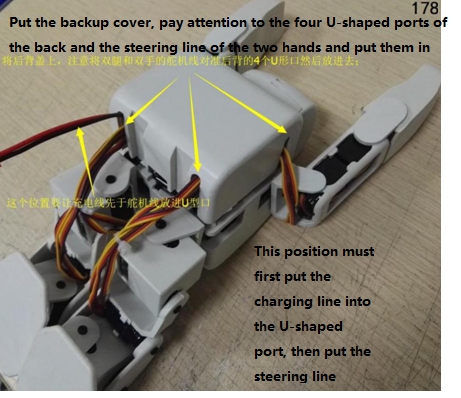 178
Put the backup cover, pay attention to the four U-shaped ports of
the back and the steering line of the two hands and put them in
将后背盖上，注意将双腿和双手的舵机线对准后背的4个U形口然后放进去；
这个位置要让充电线先于舵机线放进U型口
This position must
first put the
charging line into
the U-shaped
port, then put the
steering line